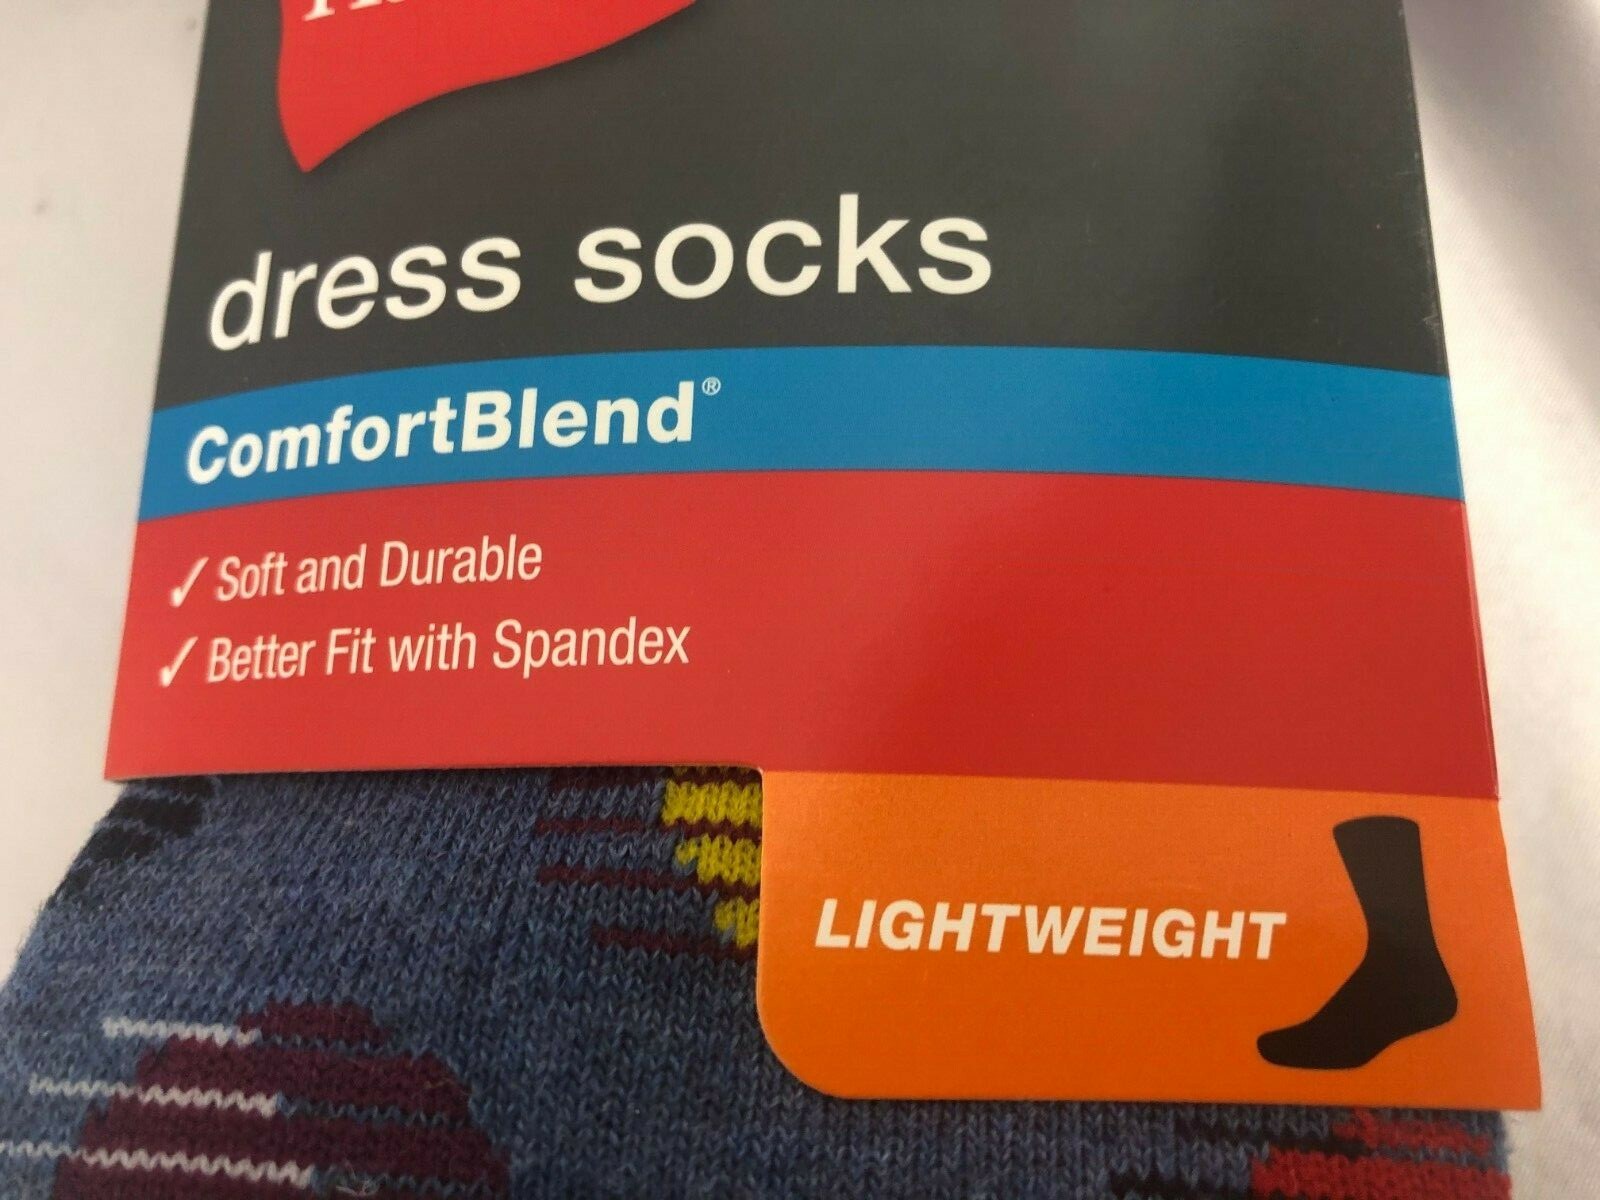 dress socks
ComfortBlend®
✓ Soft and Durable
✓ Better Fit with Spandex
LIGHTWEIGHT